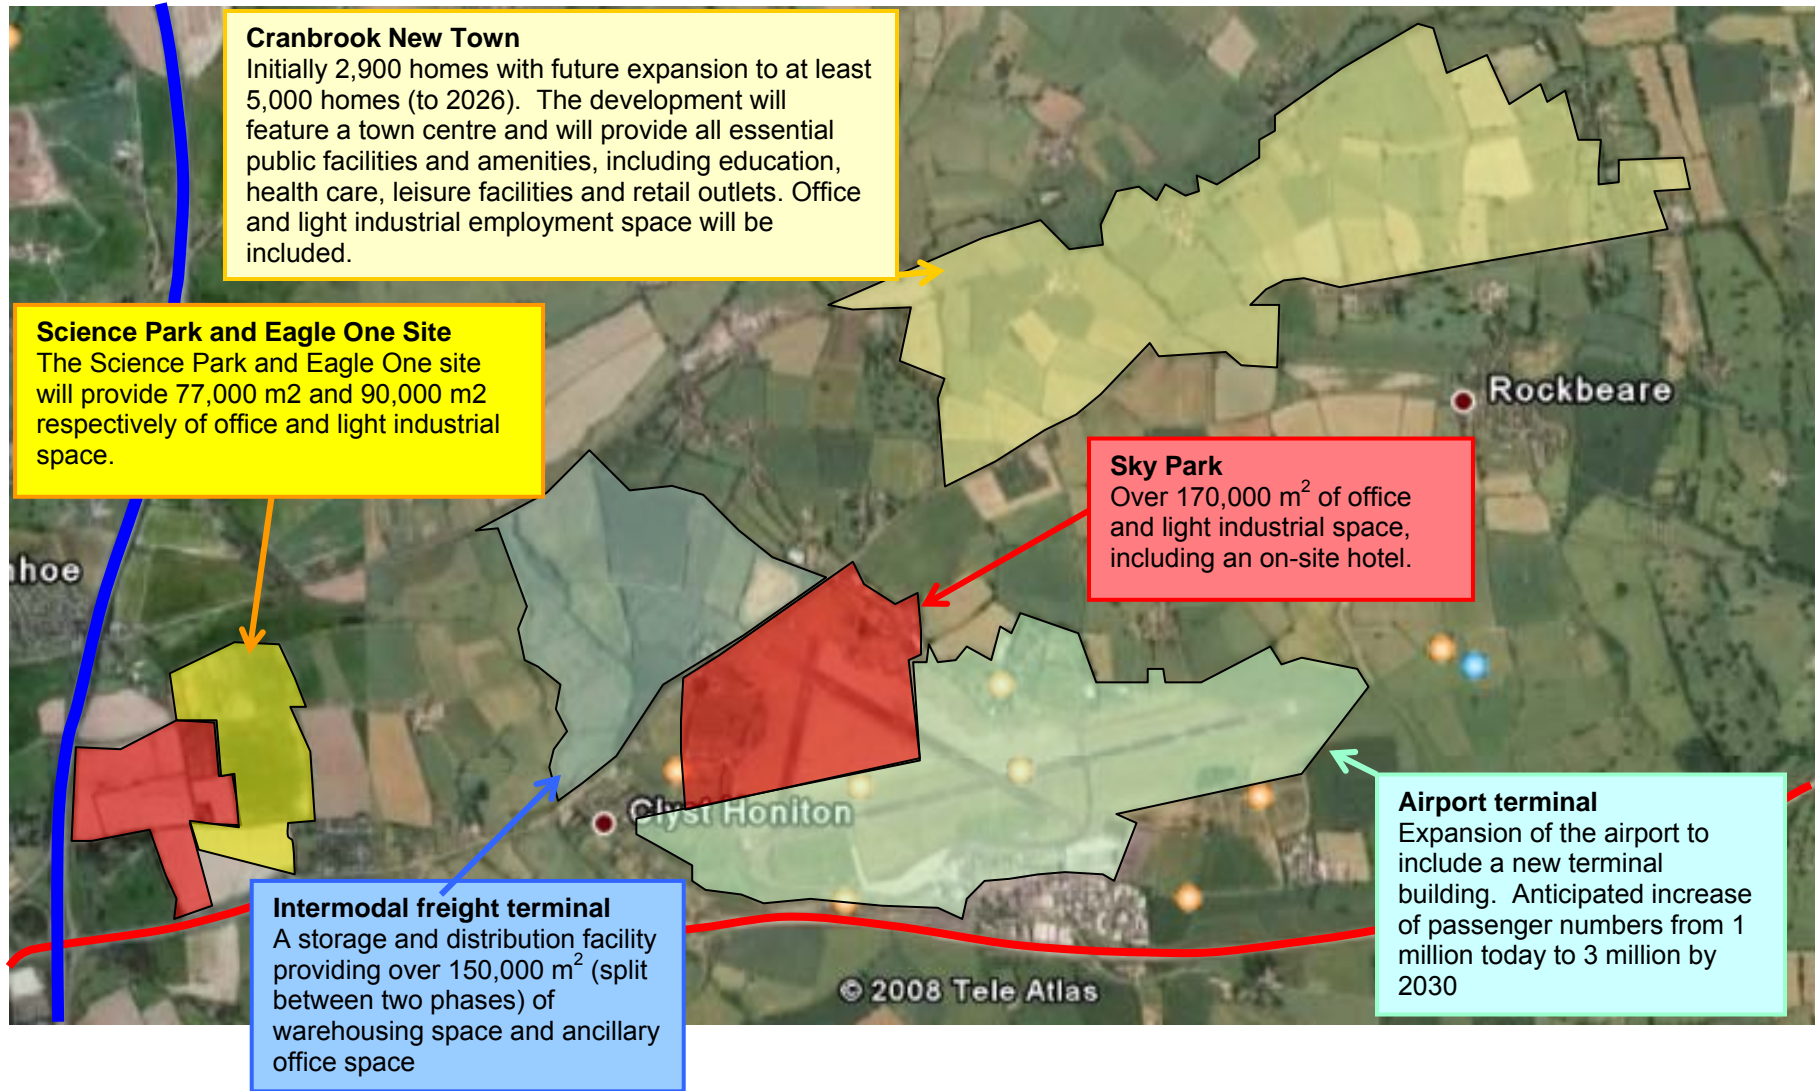 Cranbrook New Town
Initially 2,900 homes with future expansion to at least
5,000 homes (to 2026).  The development will
feature a town centre and will provide all essential
public facilities and amenities, including education,
health care, leisure facilities and retail outlets. Office
and light industrial employment space will be
included.
Science Park and Eagle One Site
The Science Park and Eagle One site
will provide 77,000 m2 and 90,000 m2
respectively of office and light industrial
space.
Rockbeare
Sky Park
Over 170,000 m² of office
and light industrial space,
including an on-site hotel.
hoe
Clyst Honiton
Airport terminal
Expansion of the airport to
include a new terminal
building.  Anticipated increase
of passenger numbers from 1
million today to 3 million by
2030
Intermodal freight terminal
A storage and distribution facility
providing over 150,000 m² (split
between two phases) of
warehousing space and ancillary
office space
© 2008 Tele Atlas